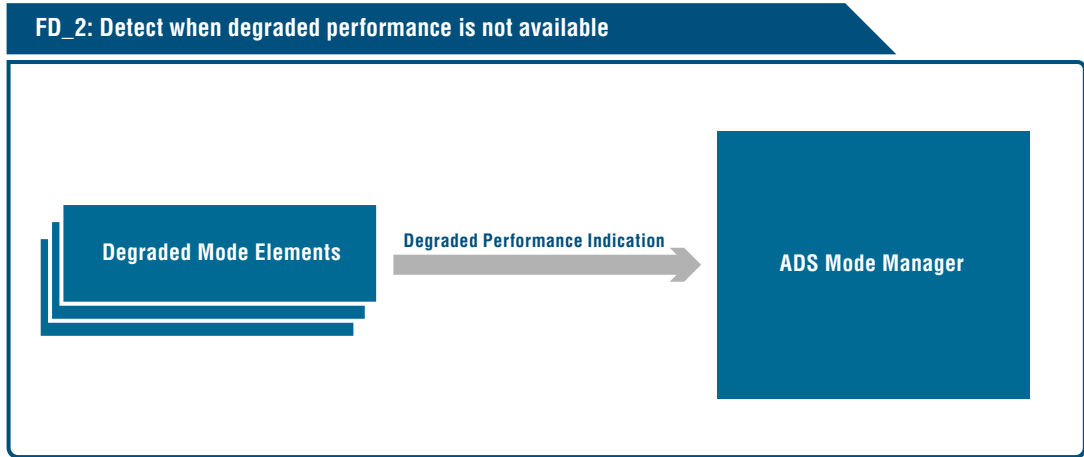 FD_2: Detect when degraded performance is not available
Degraded Mode Elements
Degraded Performance Indication
ADS Mode Manager